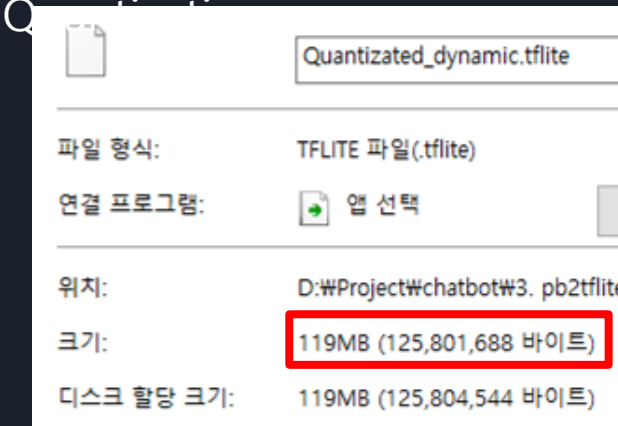 Quantizated_dynamic.tflite
파일 형식: TFLITE 파일(.tflite)
연결 프로그램: 앱 선택
위치: D:₩Project₩chatbot₩3. pb2tflite
크기: 119MB (125,801,688 바이트)
디스크 할당 크기: 119MB (125,804,544 바이트)